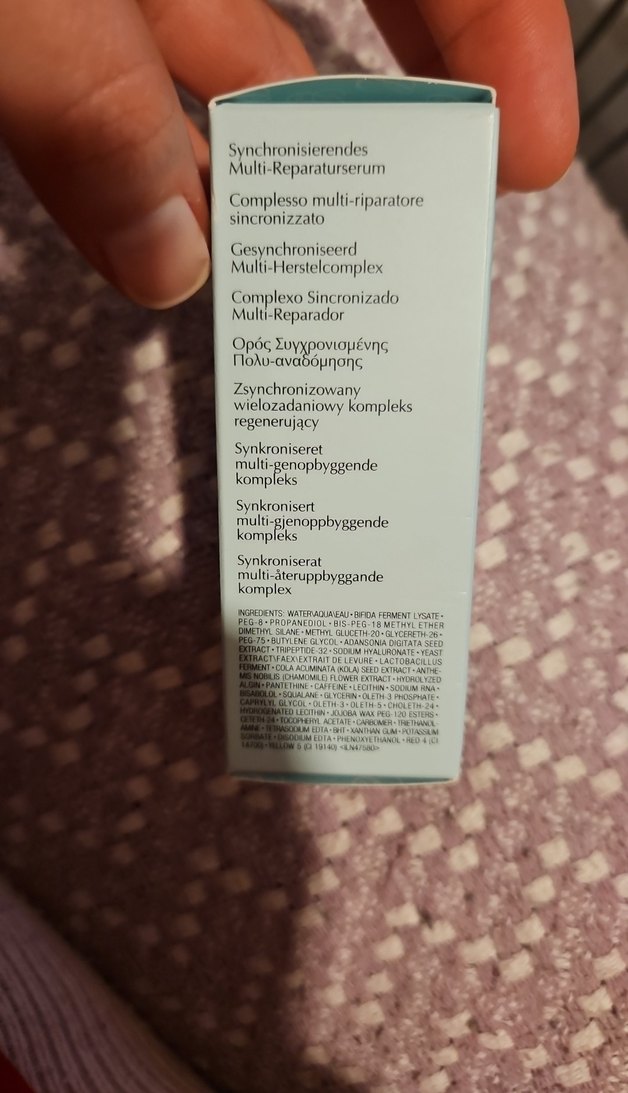 Synchronisierendes
Multi-Reparaturserum
Complesso multi-riparatore
sincronizzato
Gesynchroniseerd
Multi-Herstelcomplex
Complexo Sincronizado
Multi-Reparador
Ορός Συγχρονισμένης
Πολυ-αναδόμησης
Zsynchronizowany
wielozadaniowy kompleks
regenerujący
Synkroniseret
multi-genopbyggende
kompleks
Synkronisert
multi-gjenoppbyggende
kompleks
Synkroniserat
multi-återuppbyggande
komplex
INGREDIENTS: WATER\AQUA\EAU • BIFIDA FERMENT LYSATE •
PEG-8 • PROPANEDIOL • BIS-PEG-18 METHYL ETHER
DIMETHYL SILANE • METHYL GLUCETH-20 • GLYCERETH-26 •
PEG-75 • BUTYLENE GLYCOL • ADANSONIA DIGITATA SEED
EXTRACT • TRIPEPTIDE-32 • SODIUM HYALURONATE • YEAST
EXTRACT\FAEX\EXTRAIT DE LEVURE • LACTOBACILLUS
FERMENT • COLA ACUMINATA (KOLA) SEED EXTRACT • ANTHE-
MIS NOBILIS (CHAMOMILE) FLOWER EXTRACT • HYDROLYZED
ALGIN • PANTETHINE • CAFFEINE • LECITHIN • SODIUM RNA •
BISABOLOL • SQUALANE • GLYCERIN • OLETH-3 PHOSPHATE •
CAPRYLYL GLYCOL • OLETH-3 • OLETH-5 • CHOLETH-24 •
HYDROGENATED LECITHIN • JOJOBA WAX PEG-120 ESTERS •
CETETH-24 • TOCOPHERYL ACETATE • CARBOMER • TRIETHANOL-
AMINE • TETRASODIUM EDTA • BHT • XANTHAN GUM • POTASSIUM
SORBATE • DISODIUM EDTA • PHENOXYETHANOL • RED 4 (CI
14700) • YELLOW 5 (CI 19140) <ILN47580>